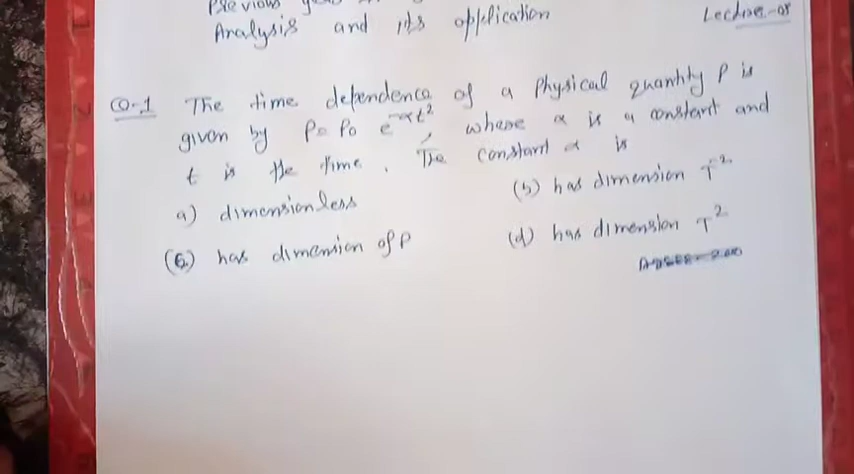 Previous
Analysis and its application
Lecture-08
Q.1 The time dependence of a physical quantity P is
given by P = P₀ e^-αt², where α is a constant and
t is the time. The constant α is
a) dimensionless
(b) has dimension T⁻²
(c) has dimension of P
(d) has dimension T²